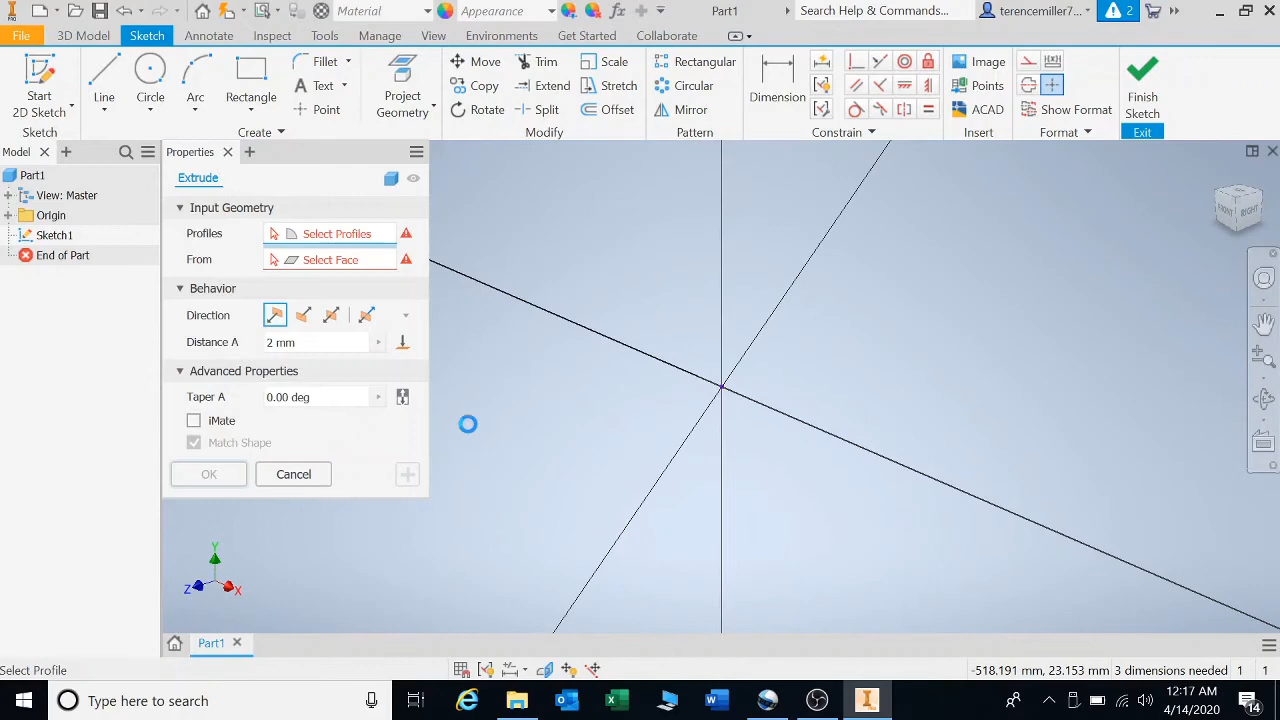 Material
Appearance
Part1
Search Help & Commands...
terencemiller7...
2
File
3D Model
Sketch
Annotate
Inspect
Tools
Manage
View
Environments
Get Started
Collaborate
Start
2D Sketch
Line
Circle
Arc
Rectangle
Fillet
Text
Point
Project
Geometry
Move
Copy
Rotate
Trim
Extend
Split
Scale
Stretch
Offset
Rectangular
Circular
Mirror
Dimension
Image
Points
ACAD
Show Format
Finish
Sketch
Sketch
Create
Modify
Pattern
Constrain
Insert
Format
Exit
Model
Properties
Part1
View: Master
Origin
Sketch1
End of Part
Extrude
Input Geometry
Profiles
Select Profiles
From
Select Face
Behavior
Direction
Distance A
2 mm
Advanced Properties
Taper A
0.00 deg
iMate
Match Shape
OK
Cancel
FRONT
RIGHT
Y
Z
X
Part1
Select Profile
-518.191 mm, 23.153 mm
3 dimensions needed
1
1
Type here to search
12:17 AM
4/14/2020
14